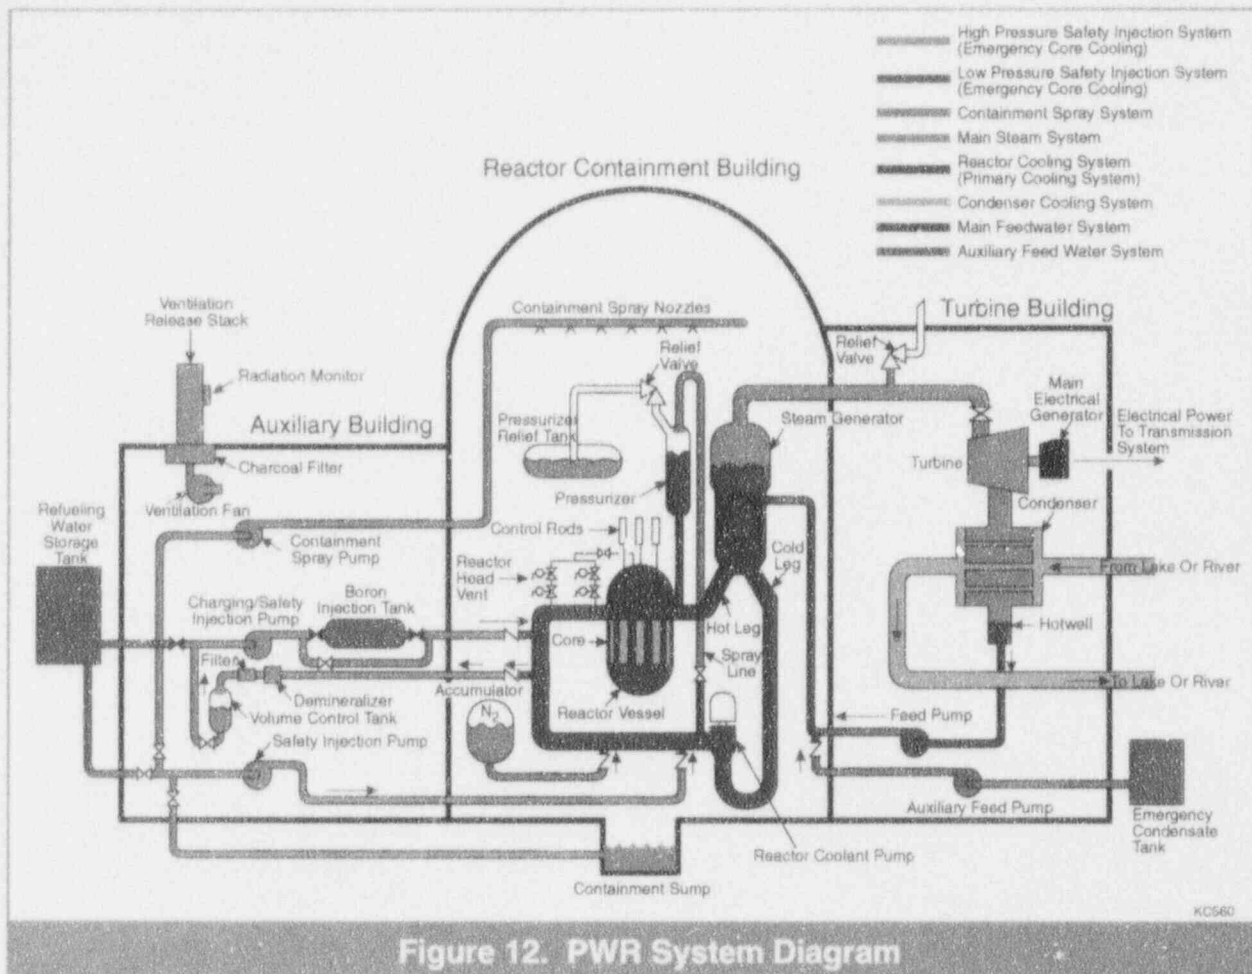 High Pressure Safety Injection System
(Emergency Core Cooling)
Low Pressure Safety Injection System
(Emergency Core Cooling)
Containment Spray System
Main Steam System
Reactor Cooling System
(Primary Cooling System)
Condenser Cooling System
Main Feedwater System
Auxiliary Feed Water System
Reactor Containment Building
Ventilation
Release Stack
Radiation Monitor
Auxiliary Building
Charcoal Filter
Ventilation Fan
Refueling
Water
Storage
Tank
Containment
Spray Pump
Charging/Safety
Injection Pump
Boron
Injection Tank
Filter
Demineralizer
Volume Control Tank
Safety Injection Pump
Containment Spray Nozzles
Relief
Valve
Pressurizer
Relief Tank
Pressurizer
Steam Generator
Control Rods
Reactor
Head
Vent
Cold
Leg
Core
Hot Leg
Spray
Line
Accumulator
N2
Reactor Vessel
Reactor Coolant Pump
Containment Sump
Turbine Building
Relief
Valve
Main
Electrical
Generator
Electrical Power
To Transmission
System
Turbine
Condenser
From Lake Or River
Hotwell
To Lake Or River
Feed Pump
Auxiliary Feed Pump
Emergency
Condensate
Tank
KC560
Figure 12. PWR System Diagram